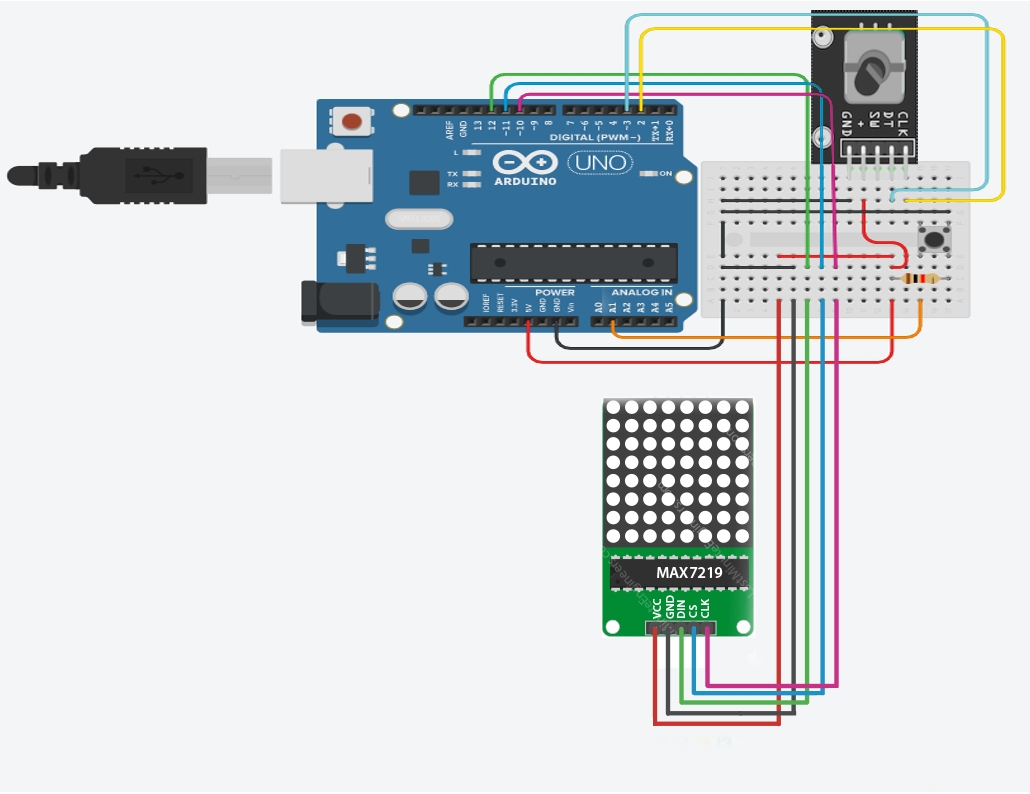 GND
+
SW
DT
CLK
AREF
GND
13
12
~11
~10
~9
8
7
~6
~5
4
~3
2
TX→1
RX←0
DIGITAL (PWM~)
L
TX
RX
ARDUINO
UNO
ON
POWER
ANALOG IN
IOREF
RESET
3.3V
5V
GND
GND
Vin
A0
A1
A2
A3
A4
A5
MAX7219
VCC
GND
DIN
CS
CLK